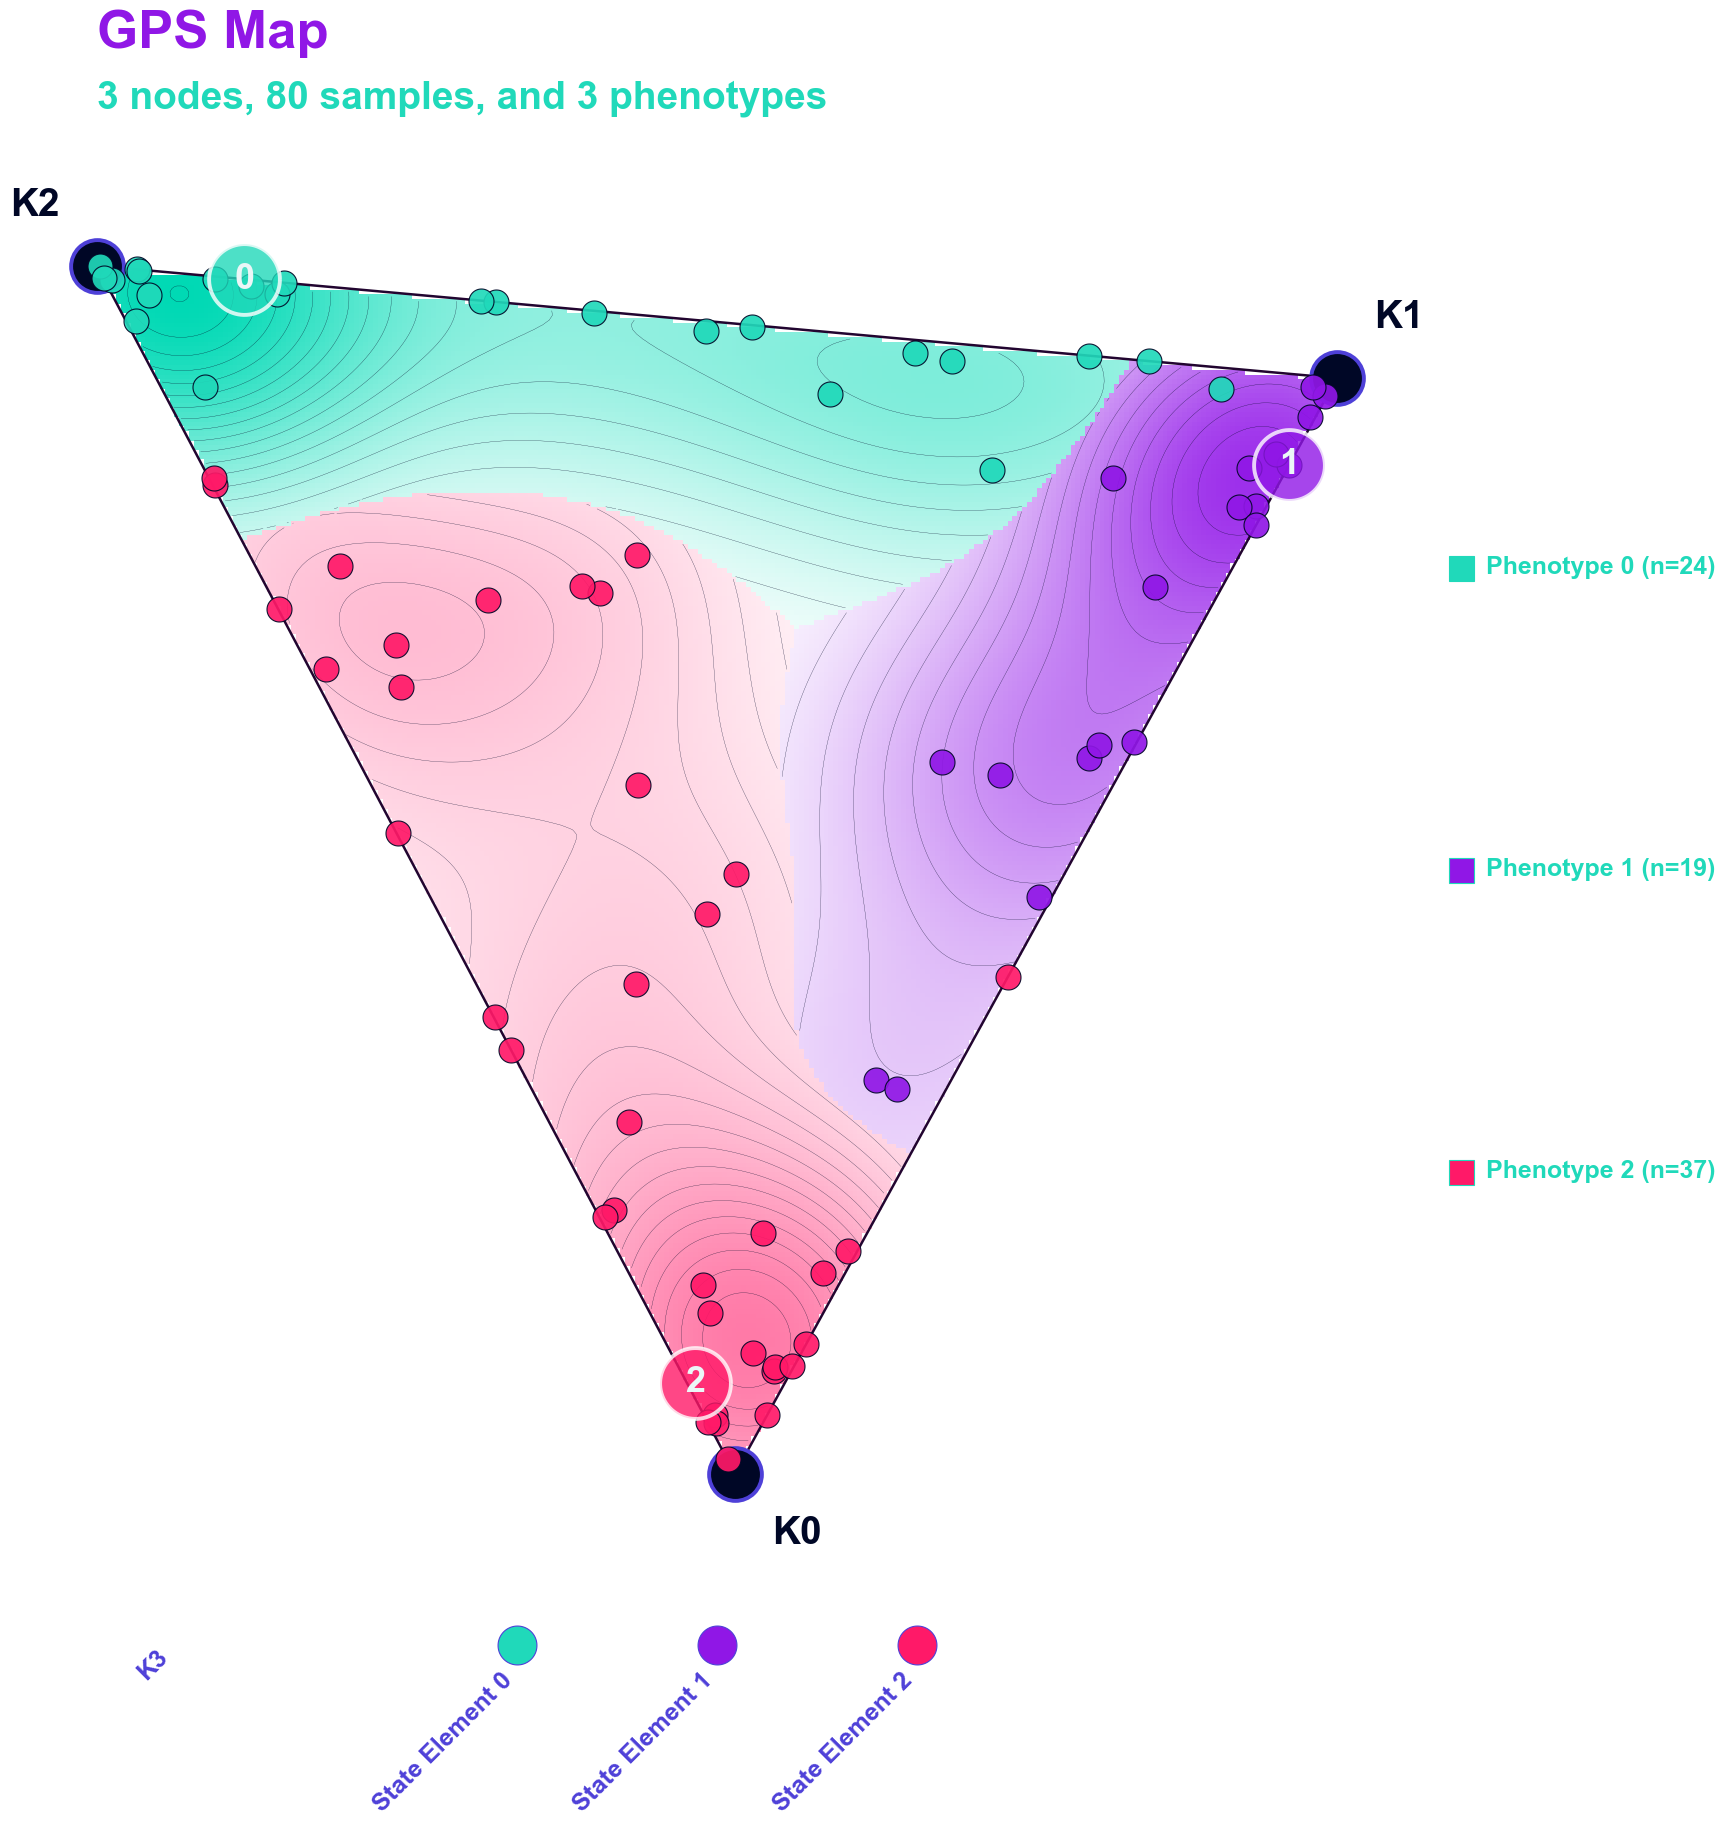 GPS Map
3 nodes, 80 samples, and 3 phenotypes
K2
0
K1
1
Phenotype 0 (n=24)
Phenotype 1 (n=19)
Phenotype 2 (n=37)
2
K0
K3
State Element 0
State Element 1
State Element 2